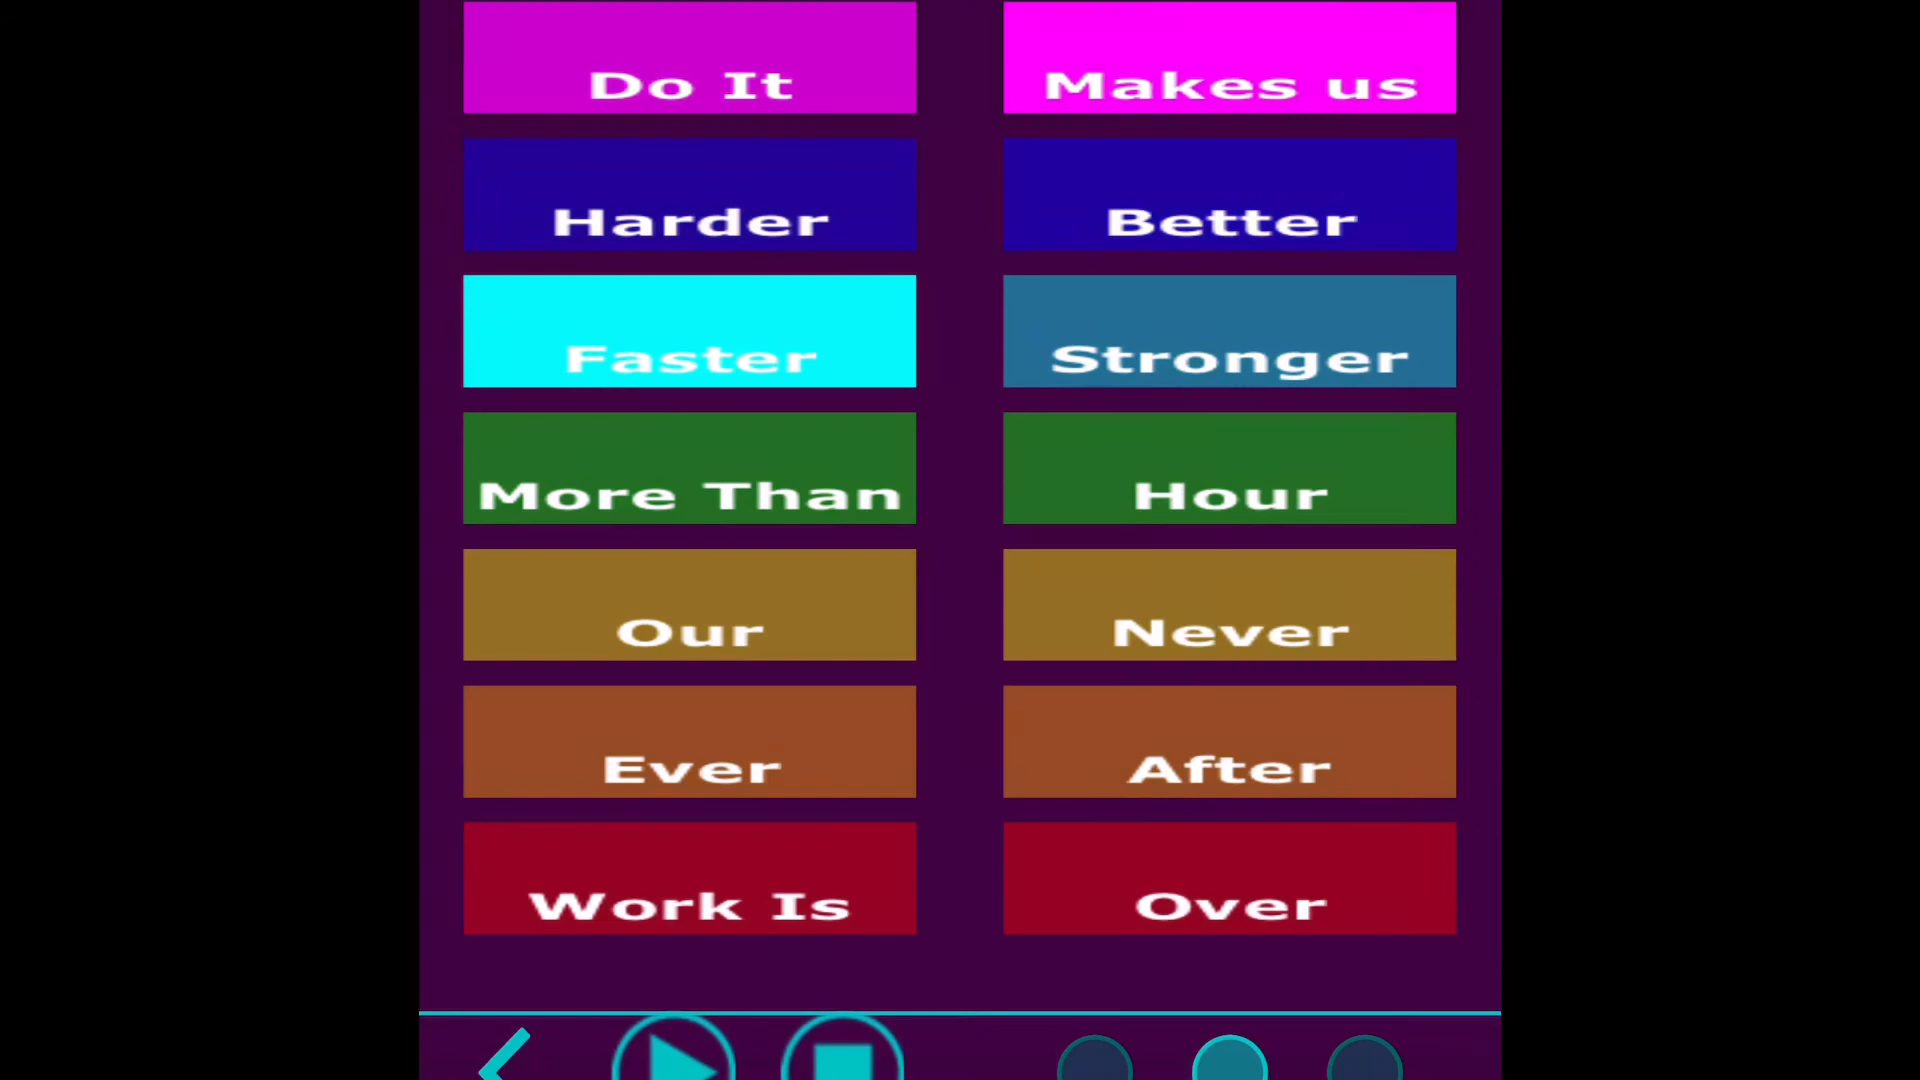 Do It
Makes us
Harder
Better
Faster
Stronger
More Than
Hour
Our
Never
Ever
After
Work Is
Over